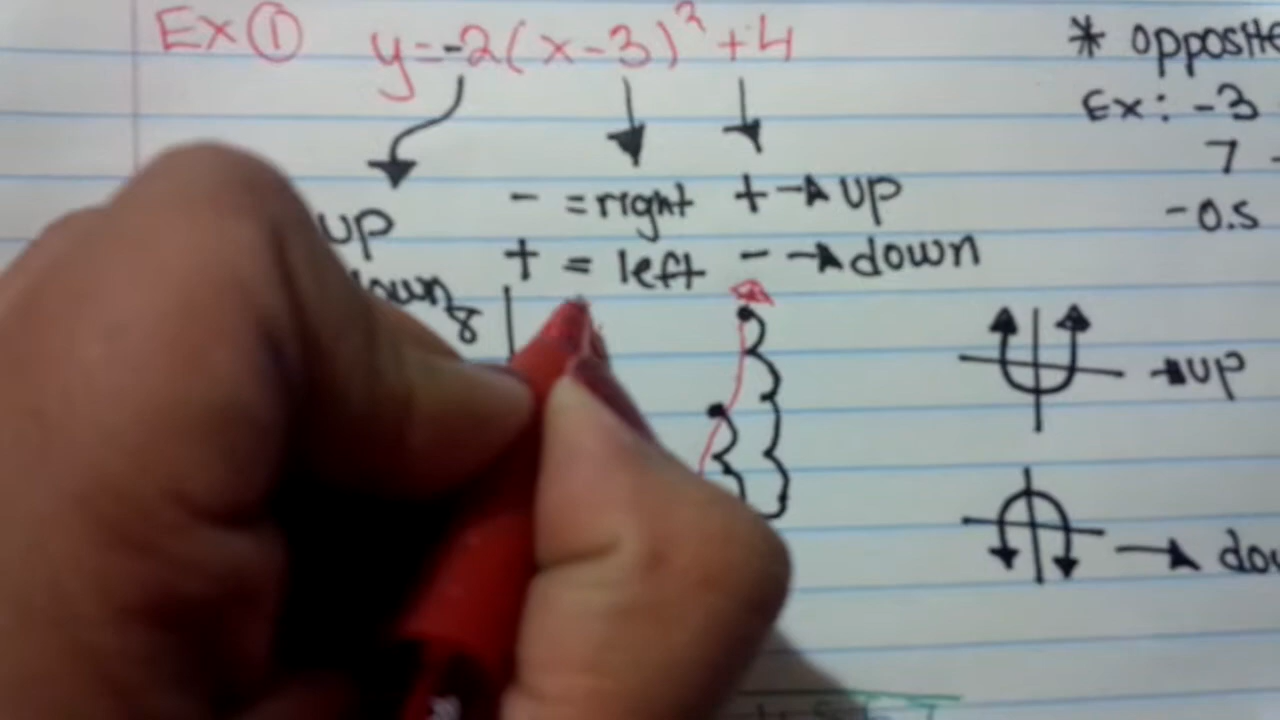 Ex ① y=-2(x-3)² +4
* opposite
Ex: -3
7 -
-0.5
up
- = right
+ → up
down
+ = left
- → down
8
→ up
→